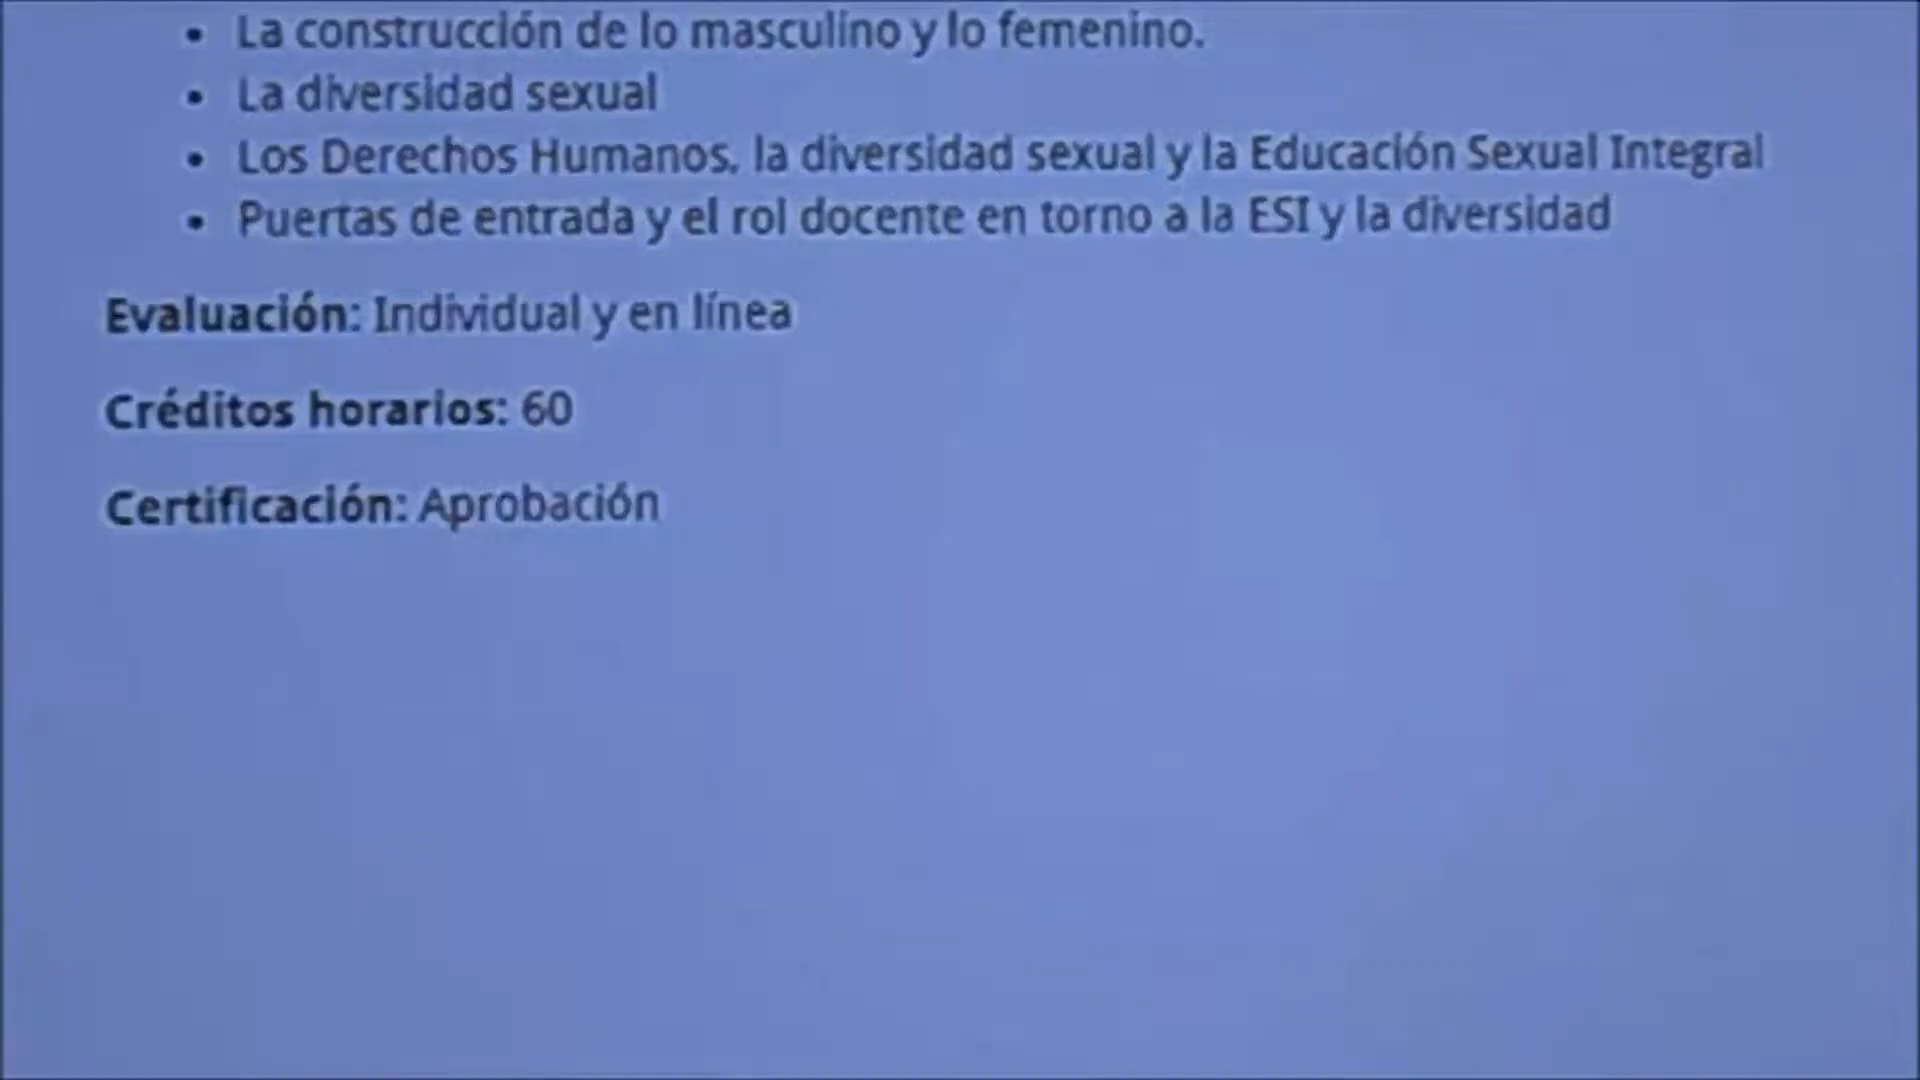 • La construcción de lo masculino y lo femenino.
• La diversidad sexual
• Los Derechos Humanos, la diversidad sexual y la Educación Sexual Integral
• Puertas de entrada y el rol docente en torno a la ESI y la diversidad
Evaluación: Individual y en línea
Créditos horarios: 60
Certificación: Aprobación